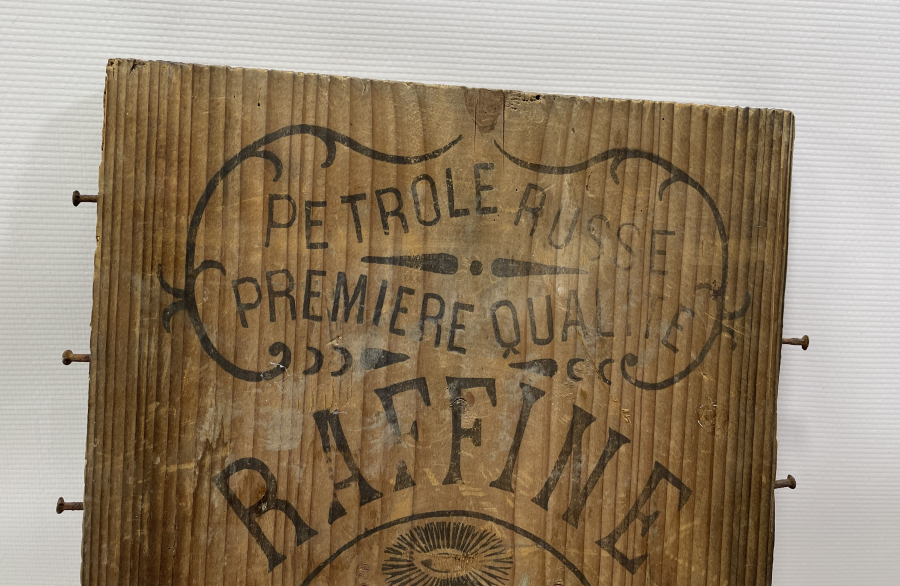 PETROLE RUSSE
PREMIERE QUALITE
RAFFINE